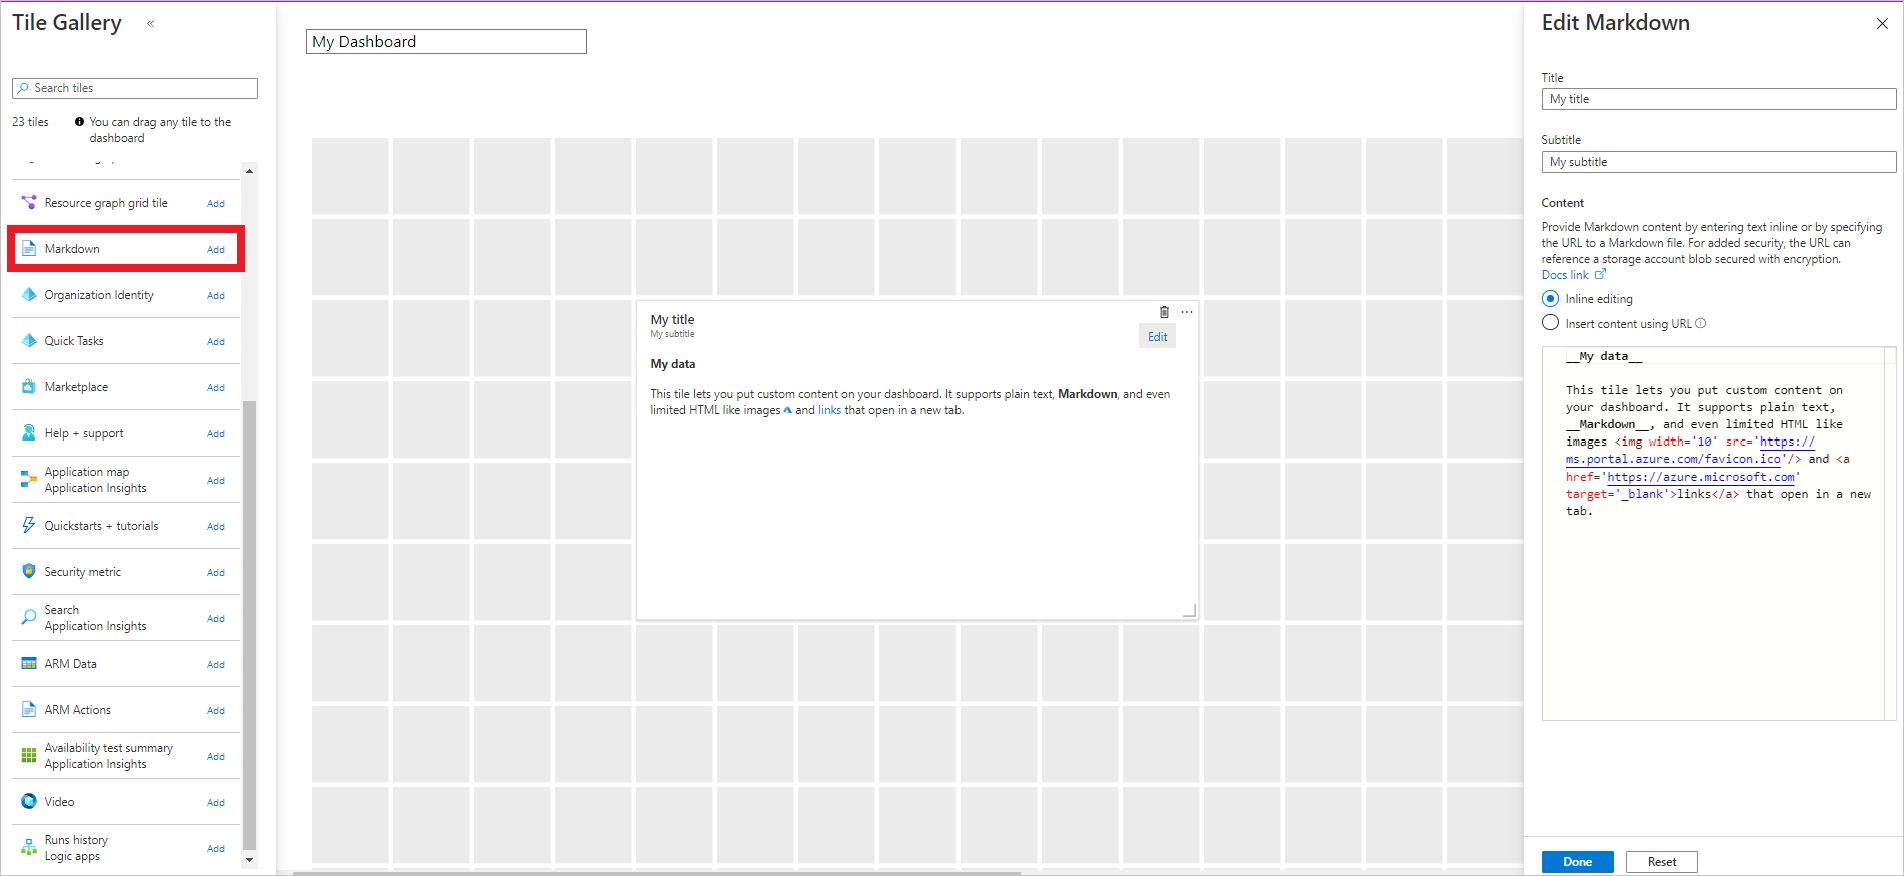 Tile Gallery «
Search tiles
23 tiles
You can drag any tile to the
dashboard
Resource graph grid tile Add
Markdown Add
Organization Identity Add
Quick Tasks Add
Marketplace Add
Help + support Add
Application map
Application Insights Add
Quickstarts + tutorials Add
Security metric Add
Search
Application Insights Add
ARM Data Add
ARM Actions Add
Availability test summary
Application Insights Add
Video Add
Runs history
Logic apps Add
My Dashboard
My title
My subtitle
Edit
My data
This tile lets you put custom content on your dashboard. It supports plain text, Markdown, and even
limited HTML like images and links that open in a new tab.
Edit Markdown
Title
My title
Subtitle
My subtitle
Content
Provide Markdown content by entering text inline or by specifying
the URL to a Markdown file. For added security, the URL can
reference a storage account blob secured with encryption.
Docs link
Inline editing
Insert content using URL
__My data__
This tile lets you put custom content on
your dashboard. It supports plain text,
__Markdown__, and even limited HTML like
images <img width='10' src='https://
ms.portal.azure.com/favicon.ico'/> and <a
href='https://azure.microsoft.com'
target='_blank'>links</a> that open in a new
tab.
Done Reset